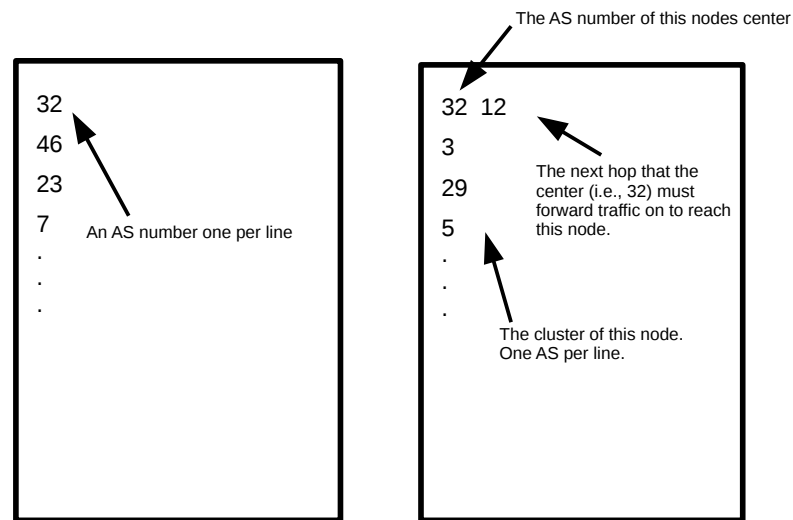 The AS number of this nodes center
32
46
23
7
.
.
.
An AS number one per line
32 12
3
29
5
.
.
.
The next hop that the
center (i.e., 32) must
forward traffic on to reach
this node.
The cluster of this node.
One AS per line.